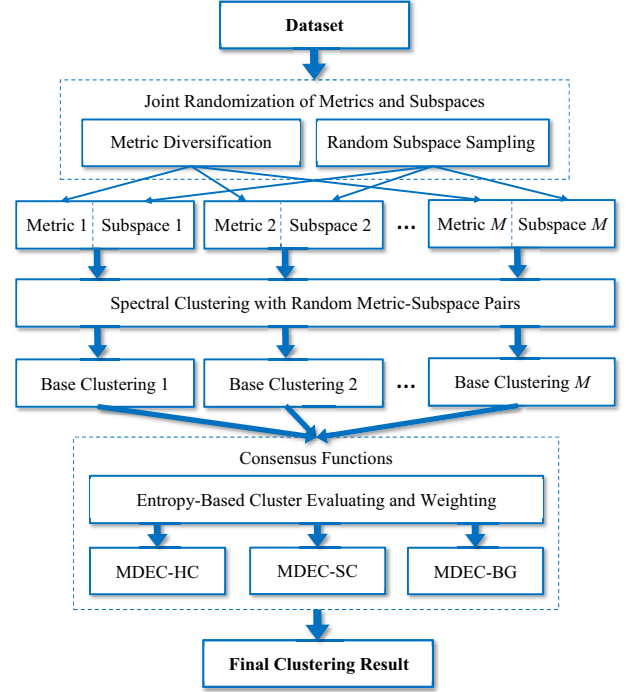 Dataset
Joint Randomization of Metrics and Subspaces
Metric Diversification
Random Subspace Sampling
Metric 1
Subspace 1
Metric 2
Subspace 2
...
Metric M
Subspace M
Spectral Clustering with Random Metric-Subspace Pairs
Base Clustering 1
Base Clustering 2
...
Base Clustering M
Consensus Functions
Entropy-Based Cluster Evaluating and Weighting
MDEC-HC
MDEC-SC
MDEC-BG
Final Clustering Result